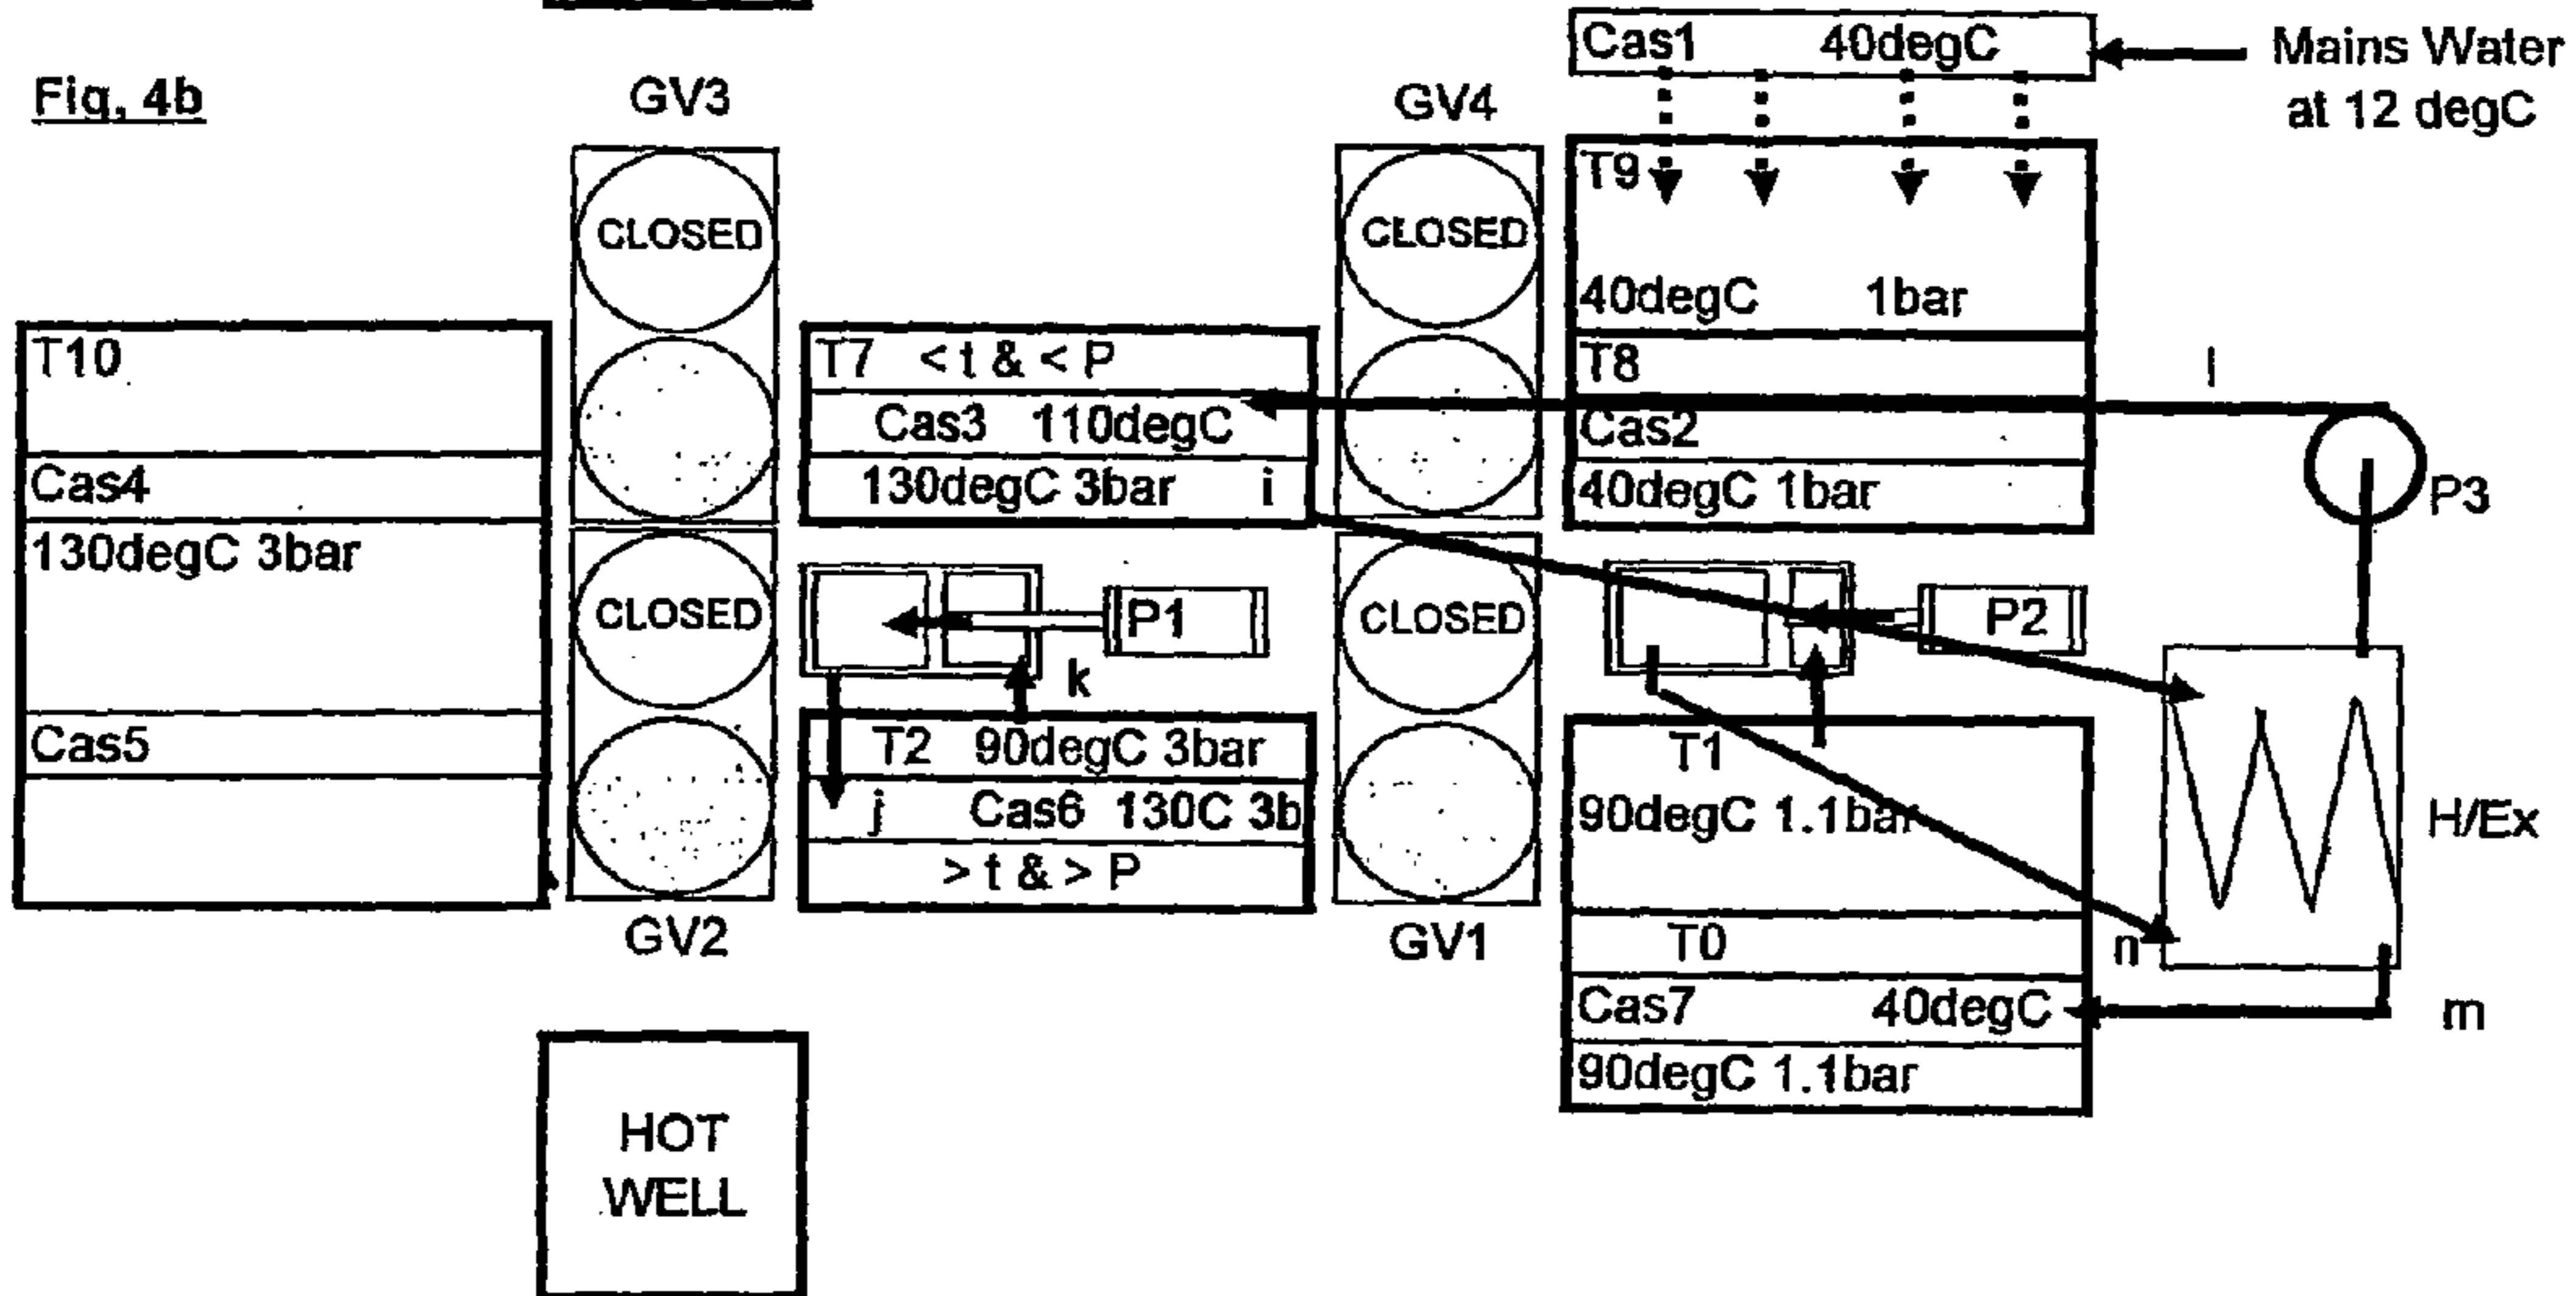 Fig, 4b
GV3
GV4
Cas1 40degC
Mains Water
at 12 degC
CLOSED
CLOSED
T9
40degC 1bar
T10
T7 < t & < P
T8
l
Cas3 110degC
Cas2
Cas4
130degC 3bar i
40degC 1bar
P3
130degC 3bar
CLOSED
P1
CLOSED
P2
k
Cas5
T2 90degC 3bar
T1
j Cas6 130C 3b
90degC 1.1bar
H/Ex
> t & > P
GV2
GV1
T0
n
Cas7 40degC
m
90degC 1.1bar
HOT
WELL